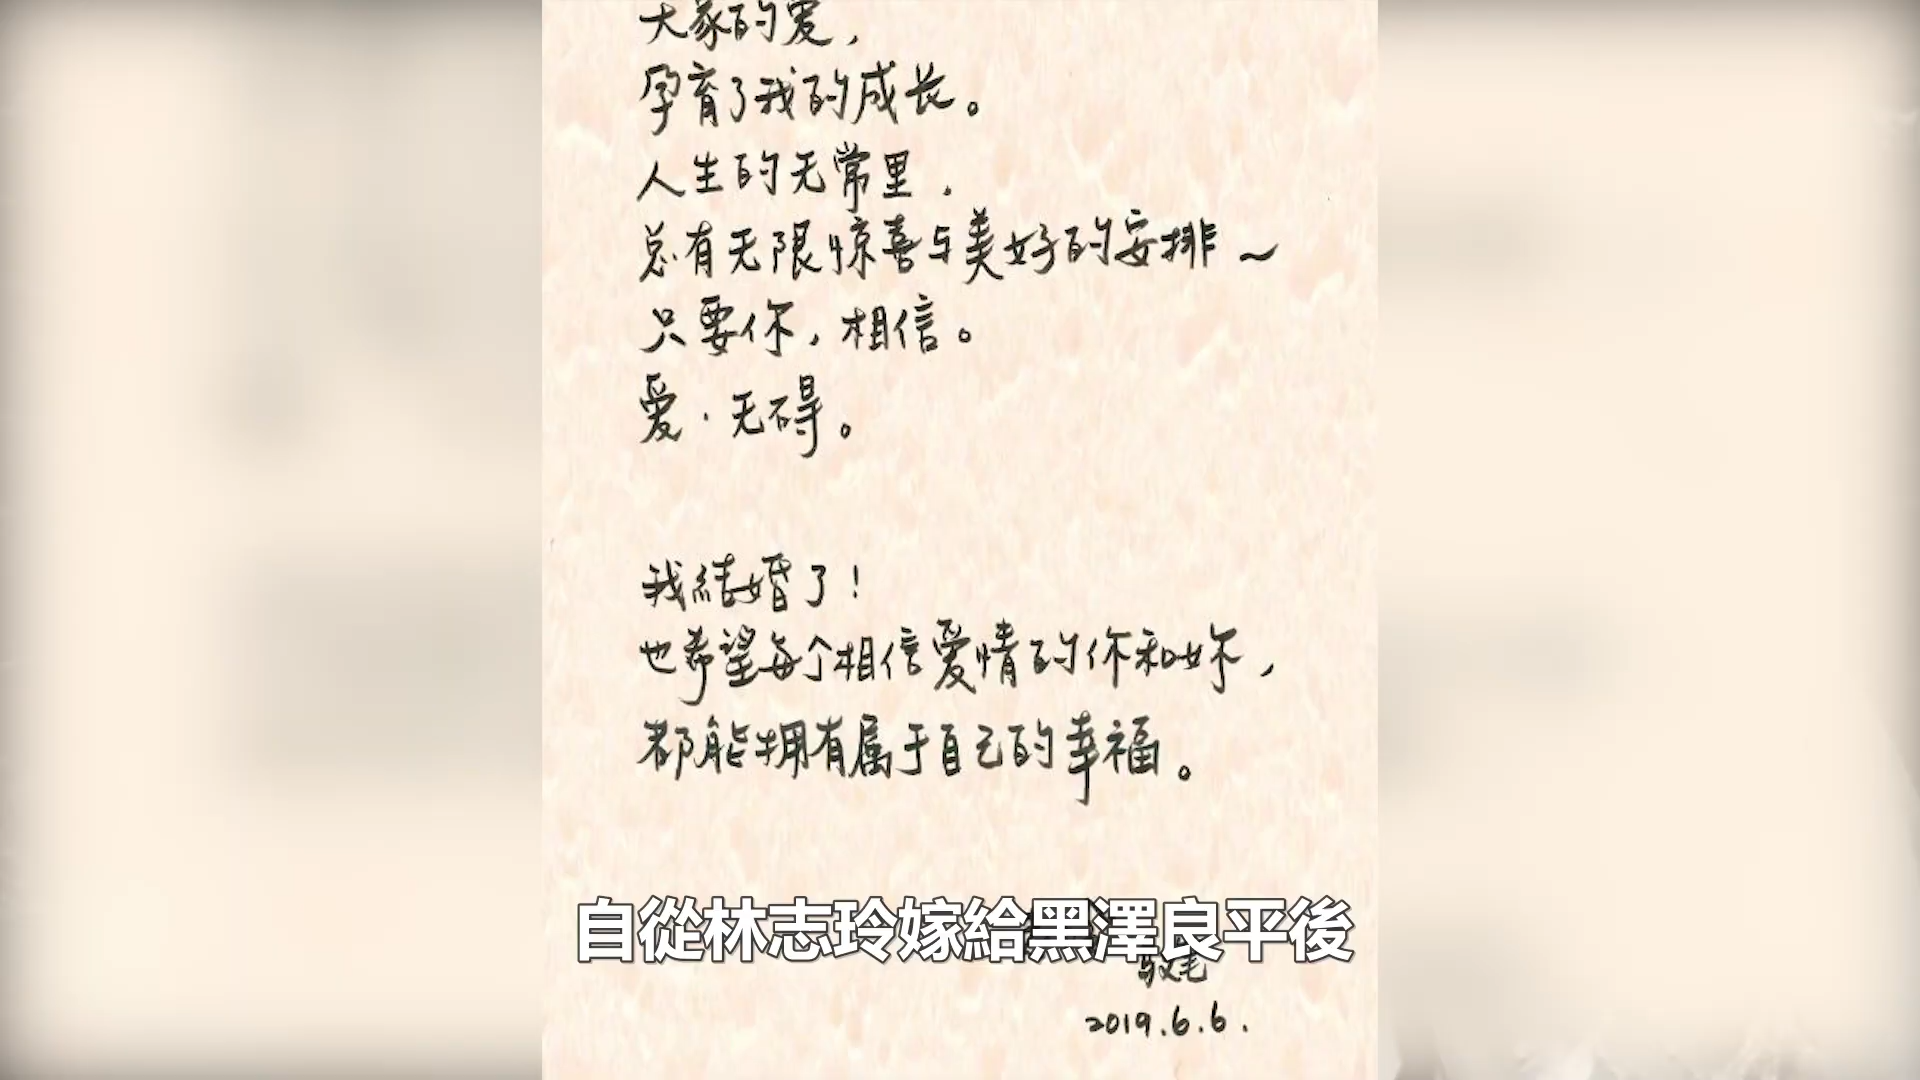 大家的爱，
孕育了我的成长。
人生的无常里，
总有无限惊喜与美好的安排～
只要你，相信。
爱·无碍。
我結婚了！
也希望每个相信爱情的你和妳，
都能拥有属于自己的幸福。
自從林志玲嫁給黑澤良平後
敬笔
2019.6.6.